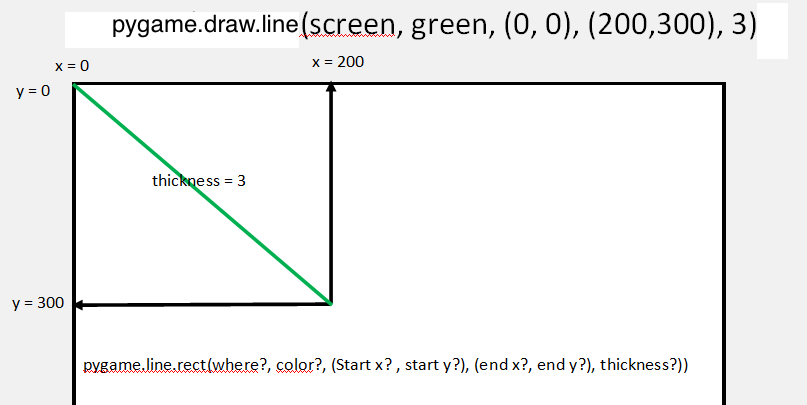 pygame.draw.line(screen, green, (0, 0), (200,300), 3)
x = 0
x = 200
y = 0
thickness = 3
y = 300
pygame.line.rect(where?, color?, (Start x? , start y?), (end x?, end y?), thickness?))